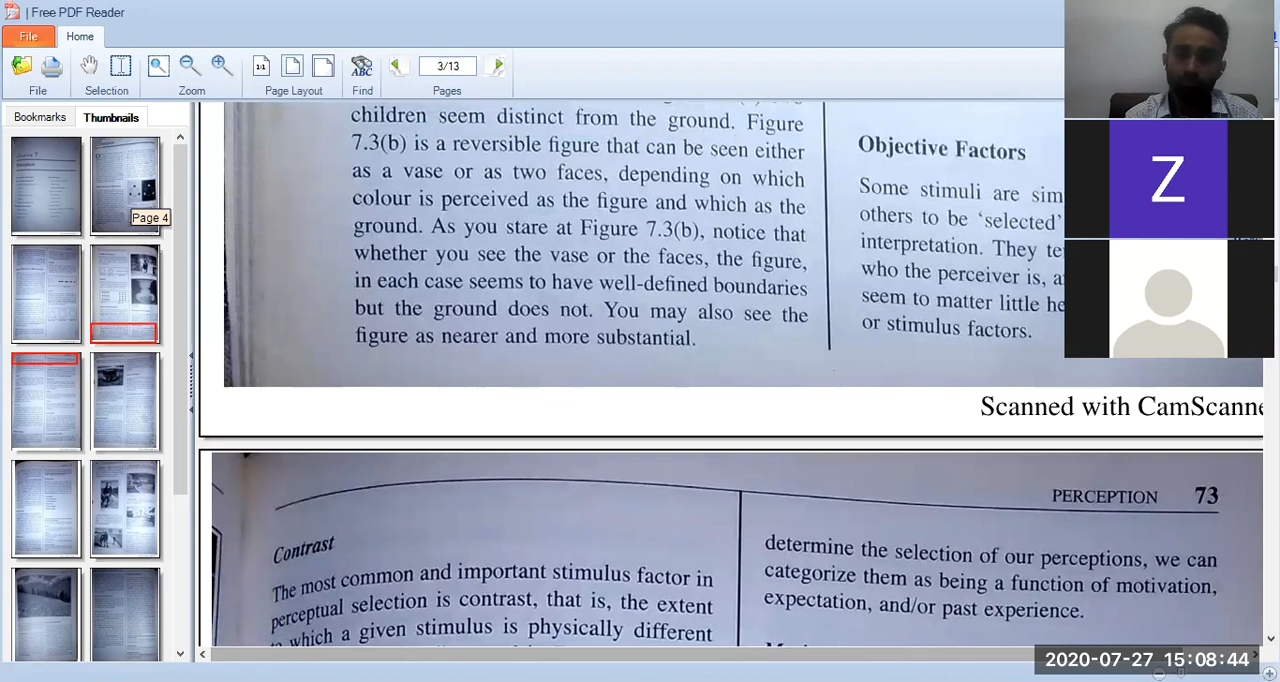 | Free PDF Reader
File
Home
File
Selection
Zoom
1:1
Page Layout
ABC
Find
3/13
Pages
Bookmarks
Thumbnails
Page 4
children seem distinct from the ground. Figure
7.3(b) is a reversible figure that can be seen either
as a vase or as two faces, depending on which
colour is perceived as the figure and which as the
ground. As you stare at Figure 7.3(b), notice that
whether you see the vase or the faces, the figure,
in each case seems to have well-defined boundaries
but the ground does not. You may also see the
figure as nearer and more substantial.
Objective Factors
Some stimuli are sim
others to be ‘selected’
interpretation. They te
who the perceiver is, a
seem to matter little he
or stimulus factors.
Z
Scanned with CamScanne
PERCEPTION 73
Contrast
The most common and important stimulus factor in
perceptual selection is contrast, that is, the extent
which a given stimulus is physically different
determine the selection of our perceptions, we can
categorize them as being a function of motivation,
expectation, and/or past experience.
2020-07-27 15:08:44